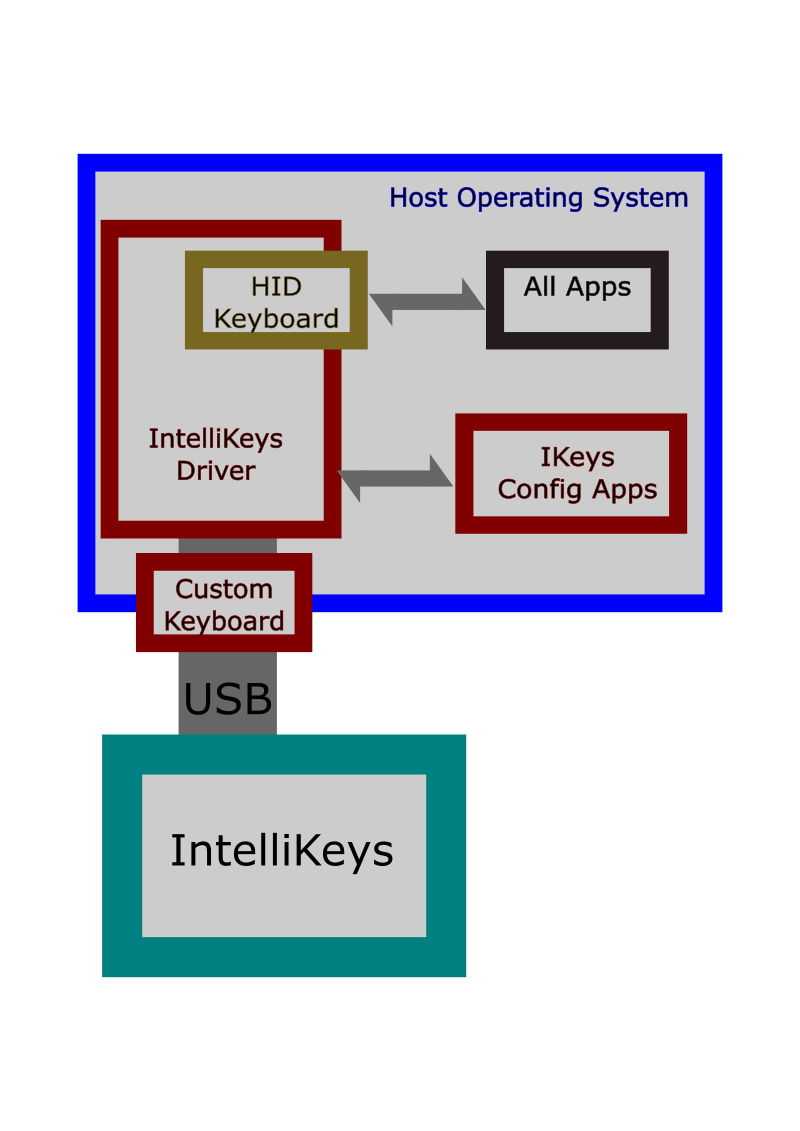 Host Operating System
HID
Keyboard
All Apps
IntelliKeys
Driver
IKeys
Config Apps
Custom
Keyboard
USB
IntelliKeys